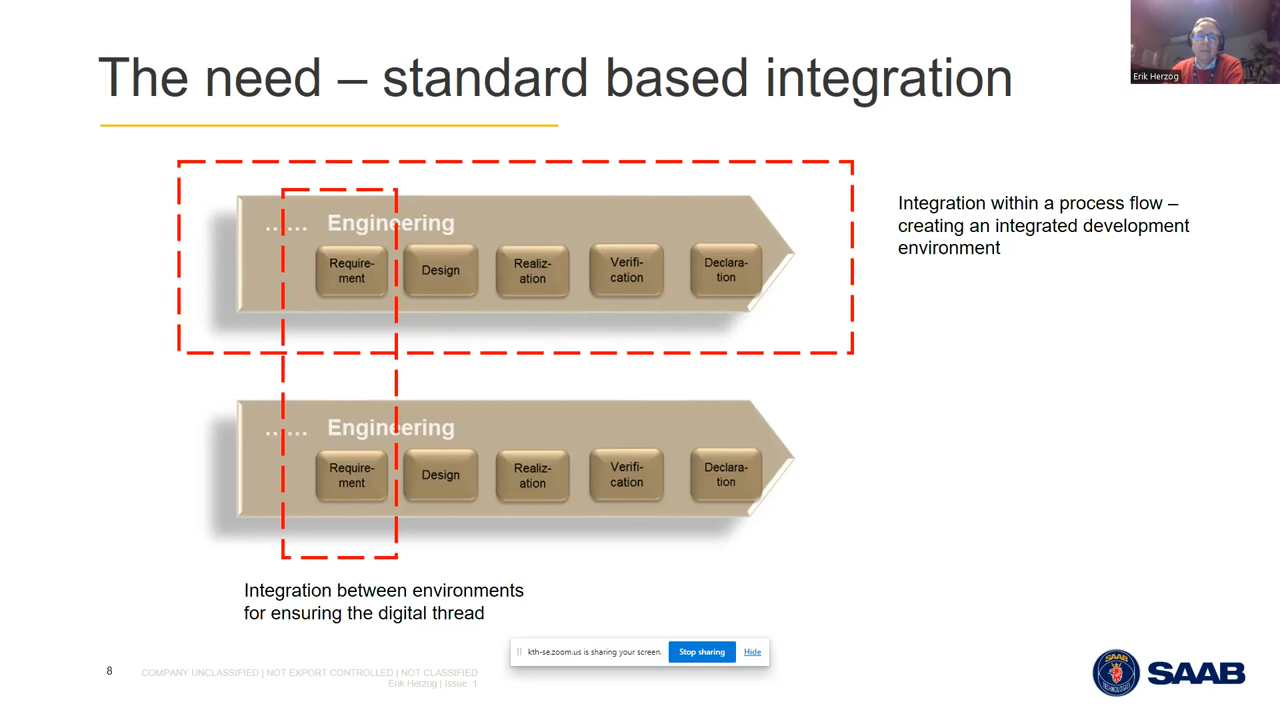 The need – standard based integration
Erik Herzog
Integration within a process flow –
creating an integrated development
environment
...... Engineering
Require-
ment
Design
Realiz-
ation
Verifi-
cation
Declara-
tion
...... Engineering
Require-
ment
Design
Realiz-
ation
Verifi-
cation
Declara-
tion
Integration between environments
for ensuring the digital thread
kth-se.zoom.us is sharing your screen.
Stop sharing
Hide
8
COMPANY UNCLASSIFIED | NOT EXPORT CONTROLLED | NOT CLASSIFIED
Erik Herzog | Issue 1
SAAB
TECHNOLOGIES
SAAB